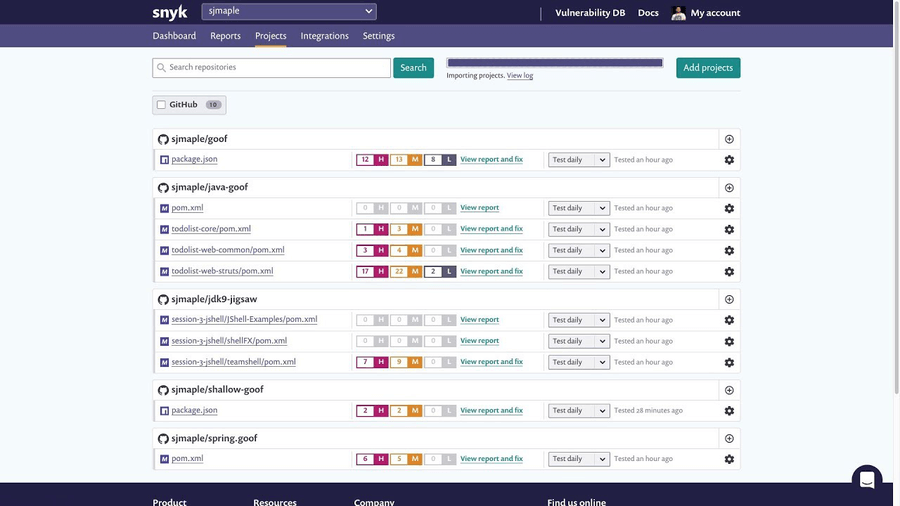 snyk
sjmaple
Vulnerability DB Docs My account
Dashboard Reports Projects Integrations Settings
Search repositories Search
Importing projects. View log
Add projects
GitHub 10
sjmaple/goof
package.json 12 H 13 M 8 L View report and fix Test daily Tested an hour ago
sjmaple/java-goof
pom.xml 0 H 0 M 0 L View report Test daily Tested an hour ago
todolist-core/pom.xml 1 H 3 M 0 L View report and fix Test daily Tested an hour ago
todolist-web-common/pom.xml 3 H 4 M 0 L View report and fix Test daily Tested an hour ago
todolist-web-struts/pom.xml 17 H 22 M 2 L View report and fix Test daily Tested an hour ago
sjmaple/jdk9-jigsaw
session-3-jshell/JShell-Examples/pom.xml 0 H 0 M 0 L View report Test daily Tested an hour ago
session-3-jshell/shellFX/pom.xml 0 H 0 M 0 L View report Test daily Tested an hour ago
session-3-jshell/teamshell/pom.xml 7 H 9 M 0 L View report and fix Test daily Tested an hour ago
sjmaple/shallow-goof
package.json 2 H 2 M 0 L View report and fix Test daily Tested 28 minutes ago
sjmaple/spring.goof
pom.xml 6 H 5 M 0 L View report and fix Test daily Tested an hour ago
Product Resources Company Find us online